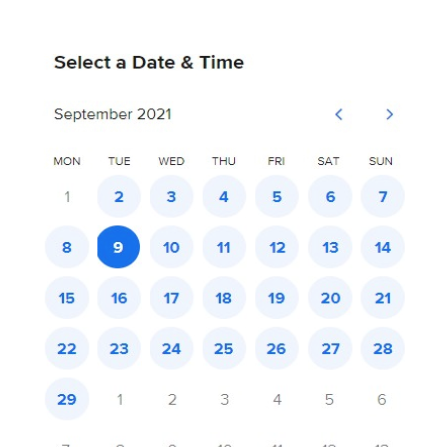 Select a Date & Time
September 2021
MON TUE WED THU FRI SAT SUN
1 2 3 4 5 6 7
8 9 10 11 12 13 14
15 16 17 18 19 20 21
22 23 24 25 26 27 28
29 1 2 3 4 5 6